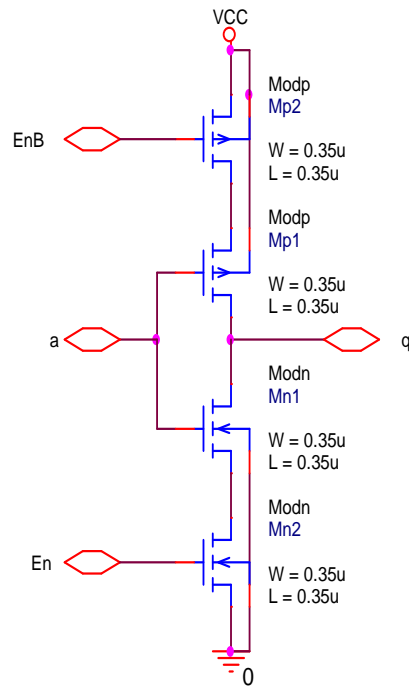 VCC
Modp
Mp2
EnB
W = 0.35u
L = 0.35u
Modp
Mp1
W = 0.35u
L = 0.35u
a
q
Modn
Mn1
W = 0.35u
L = 0.35u
Modn
Mn2
En
W = 0.35u
L = 0.35u
0